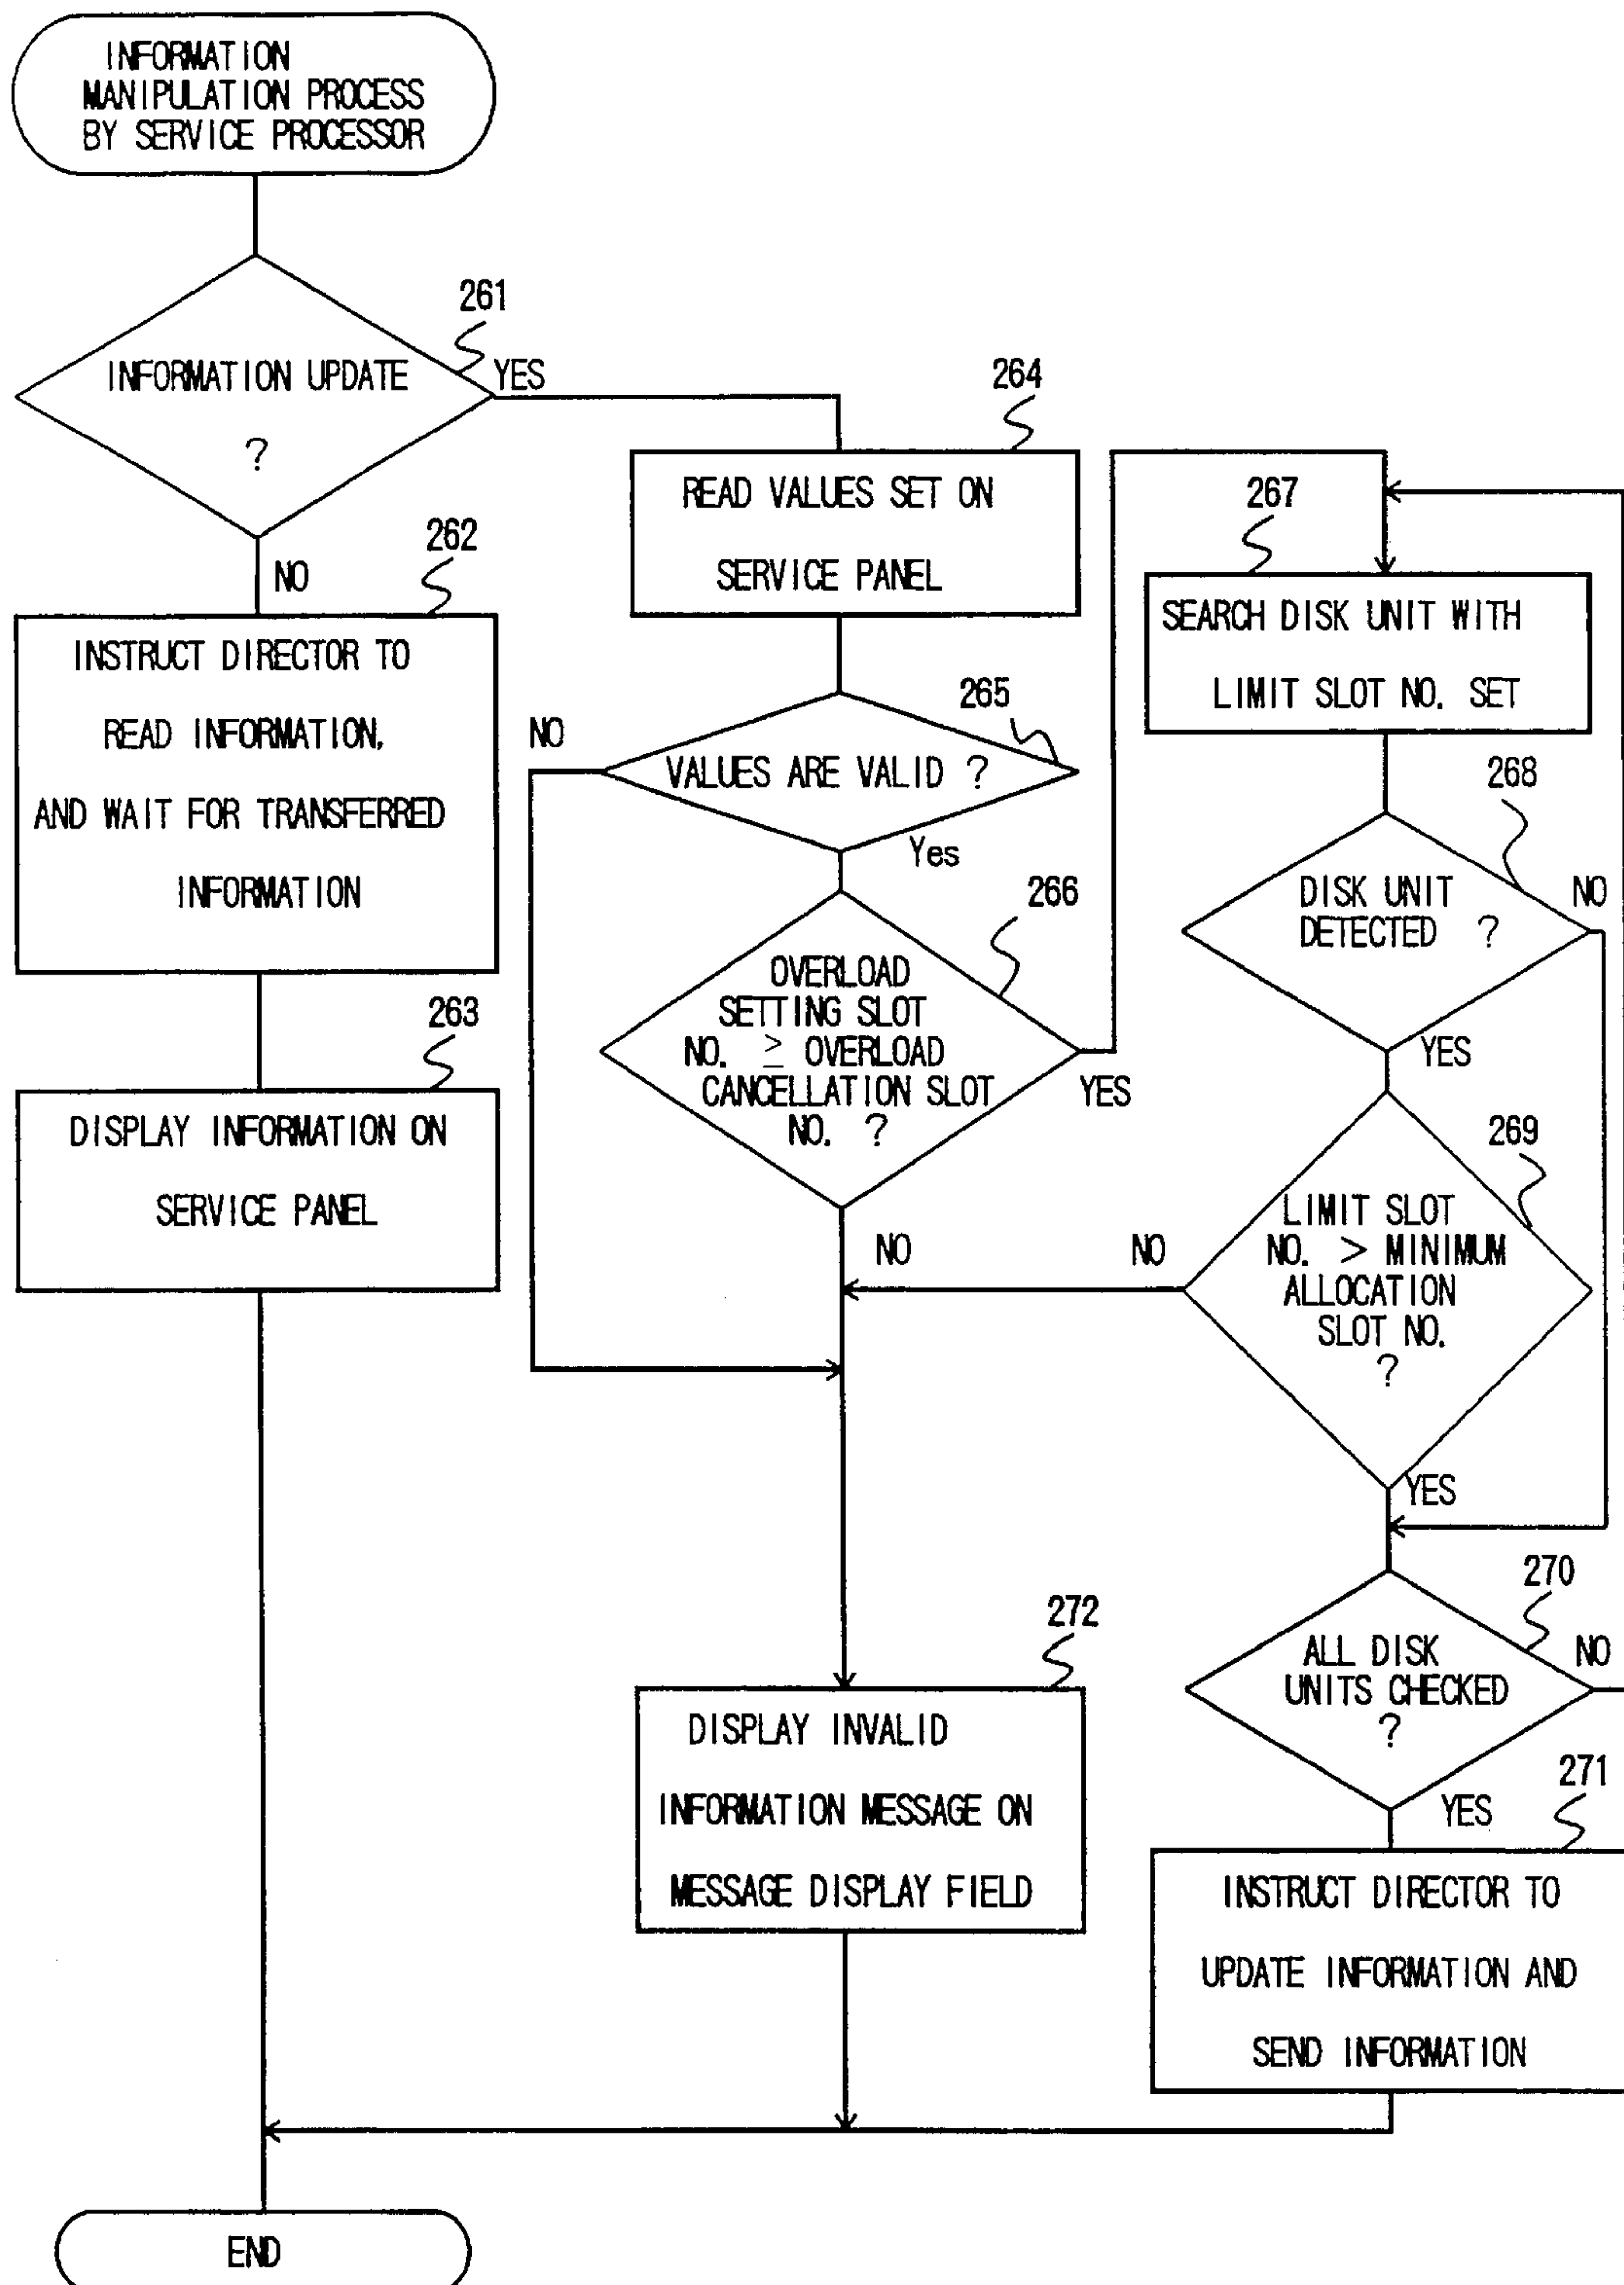 INFORMATION
MANIPULATION PROCESS
BY SERVICE PROCESSOR
261
INFORMATION UPDATE
?
YES
NO
262
INSTRUCT DIRECTOR TO
READ INFORMATION,
AND WAIT FOR TRANSFERRED
INFORMATION
263
DISPLAY INFORMATION ON
SERVICE PANEL
264
READ VALUES SET ON
SERVICE PANEL
265
NO
VALUES ARE VALID ?
Yes
266
OVERLOAD
SETTING SLOT
NO. ≥ OVERLOAD
CANCELLATION SLOT
NO. ?
YES
NO
267
SEARCH DISK UNIT WITH
LIMIT SLOT NO. SET
268
DISK UNIT
DETECTED ?
NO
YES
269
LIMIT SLOT
NO. > MINIMUM
ALLOCATION
SLOT NO.
?
NO
YES
270
ALL DISK
UNITS CHECKED
?
NO
YES
271
INSTRUCT DIRECTOR TO
UPDATE INFORMATION AND
SEND INFORMATION
272
DISPLAY INVALID
INFORMATION MESSAGE ON
MESSAGE DISPLAY FIELD
END